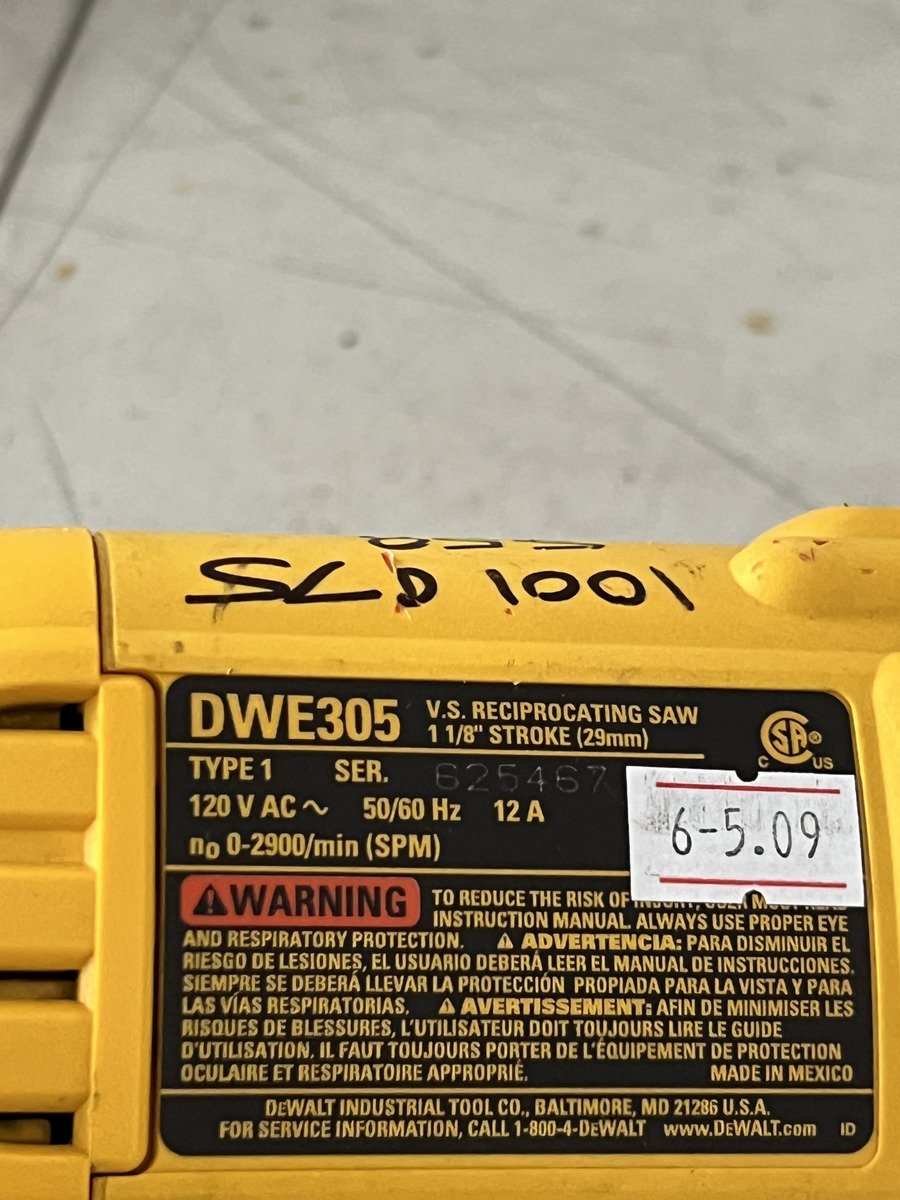 SLD 1001
DWE305 V.S. RECIPROCATING SAW
1 1/8" STROKE (29mm)
C SA ® US
TYPE 1 SER. 625467
120 V AC ~ 50/60 Hz 12 A
6-5.09
n₀ 0-2900/min (SPM)
⚠WARNING TO REDUCE THE RISK OF INJURY, USER MUST READ
INSTRUCTION MANUAL. ALWAYS USE PROPER EYE
AND RESPIRATORY PROTECTION. ⚠ ADVERTENCIA: PARA DISMINUIR EL
RIESGO DE LESIONES, EL USUARIO DEBERÁ LEER EL MANUAL DE INSTRUCCIONES.
SIEMPRE SE DEBERÁ LLEVAR LA PROTECCIÓN PROPIADA PARA LA VISTA Y PARA
LAS VÍAS RESPIRATORIAS. ⚠ AVERTISSEMENT: AFIN DE MINIMISER LES
RISQUES DE BLESSURES, L'UTILISATEUR DOIT TOUJOURS LIRE LE GUIDE
D'UTILISATION. IL FAUT TOUJOURS PORTER DE L'ÉQUIPEMENT DE PROTECTION
OCULAIRE ET RESPIRATOIRE APPROPRIÉ. MADE IN MEXICO
DEWALT INDUSTRIAL TOOL CO., BALTIMORE, MD 21286 U.S.A.
FOR SERVICE INFORMATION, CALL 1-800-4-DEWALT www.DEWALT.com ID